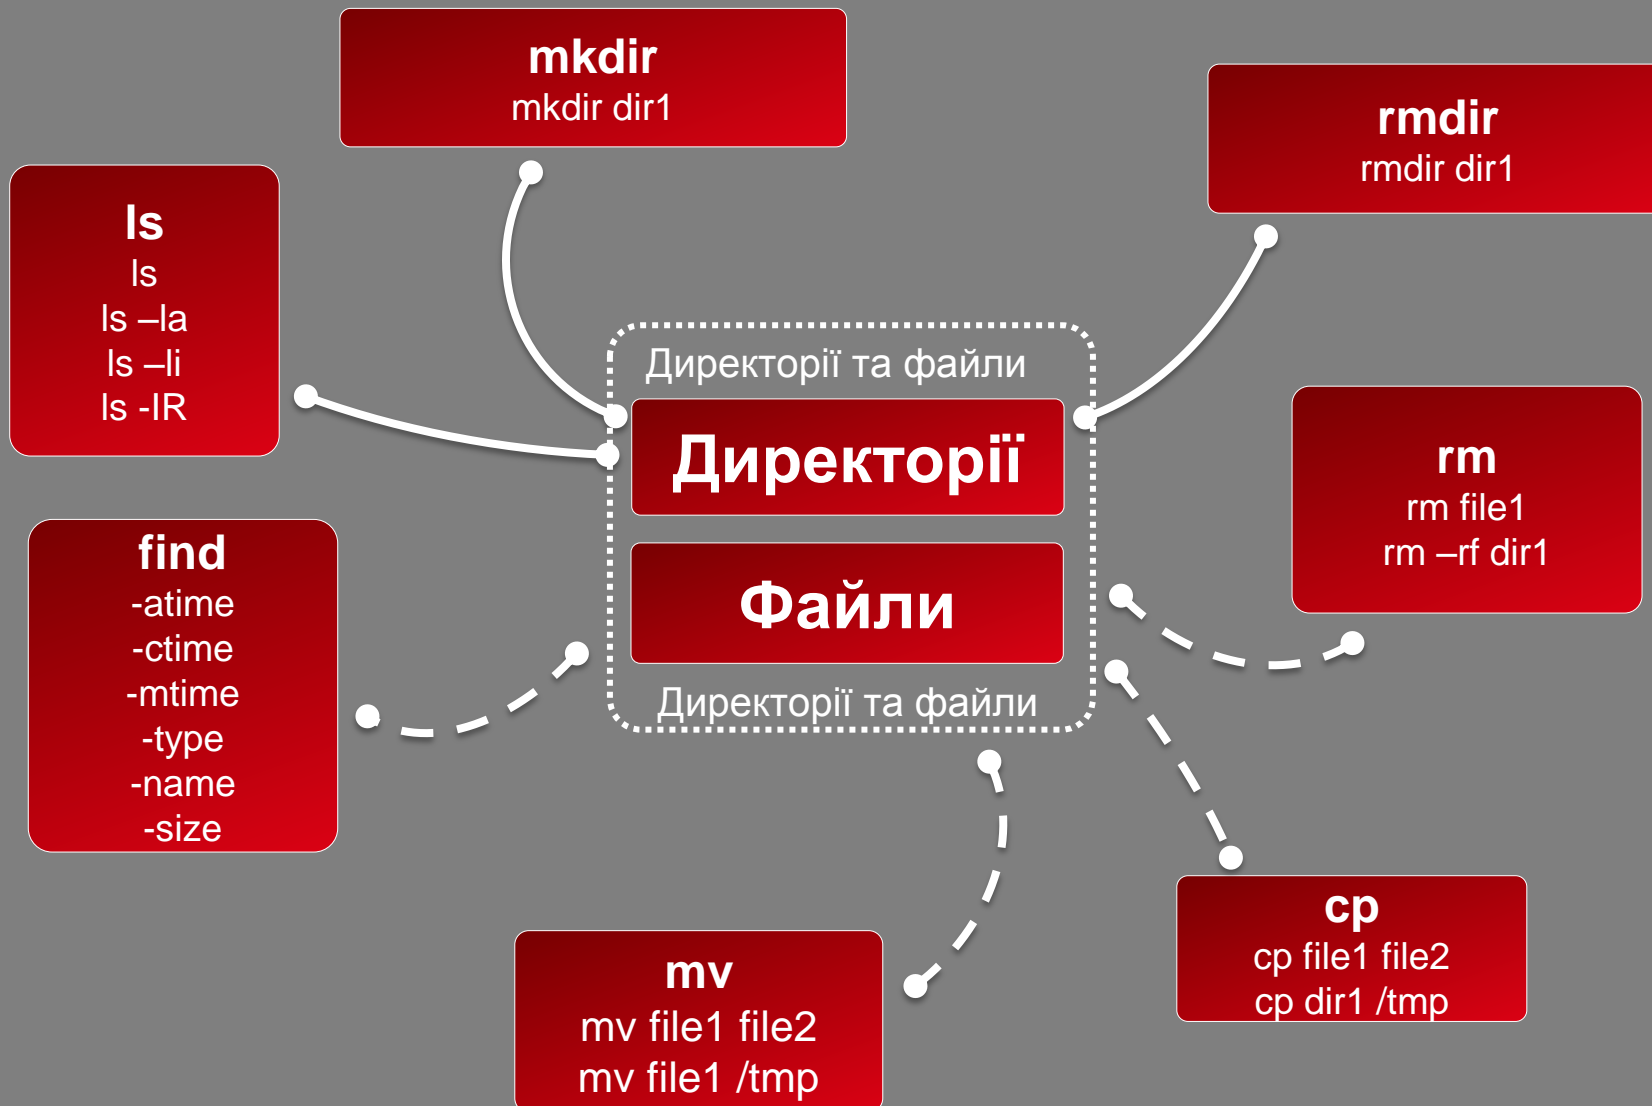 mkdir
mkdir dir1
rmdir
rmdir dir1
ls
ls
ls –la
ls –li
ls -lR
Директорії та файли
Директорії
Файли
Директорії та файли
rm
rm file1
rm –rf dir1
find
-atime
-ctime
-mtime
-type
-name
-size
mv
mv file1 file2
mv file1 /tmp
cp
cp file1 file2
cp dir1 /tmp